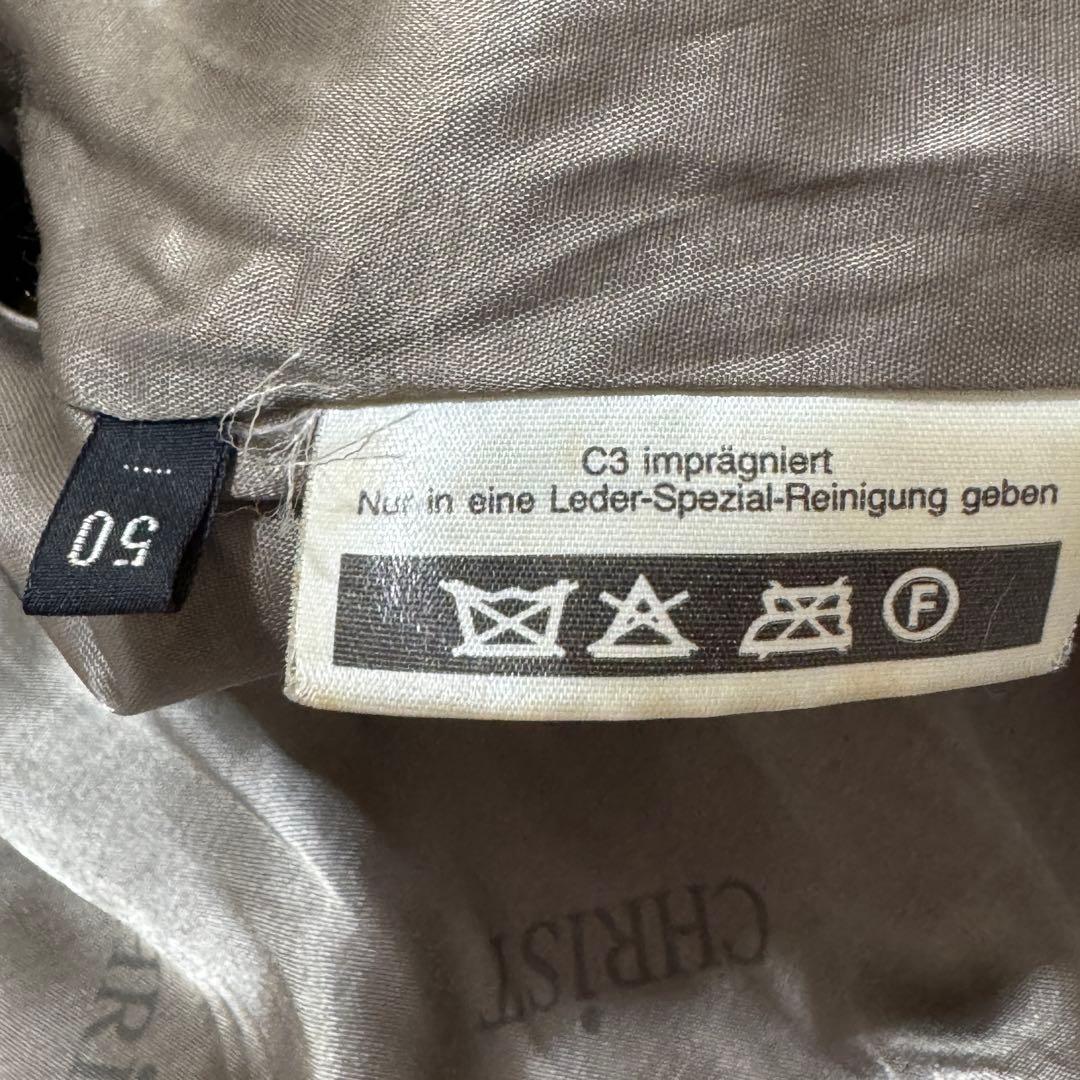 C3 imprägniert
Nur in eine Leder-Spezial-Reinigung geben
F
50
CHRiST